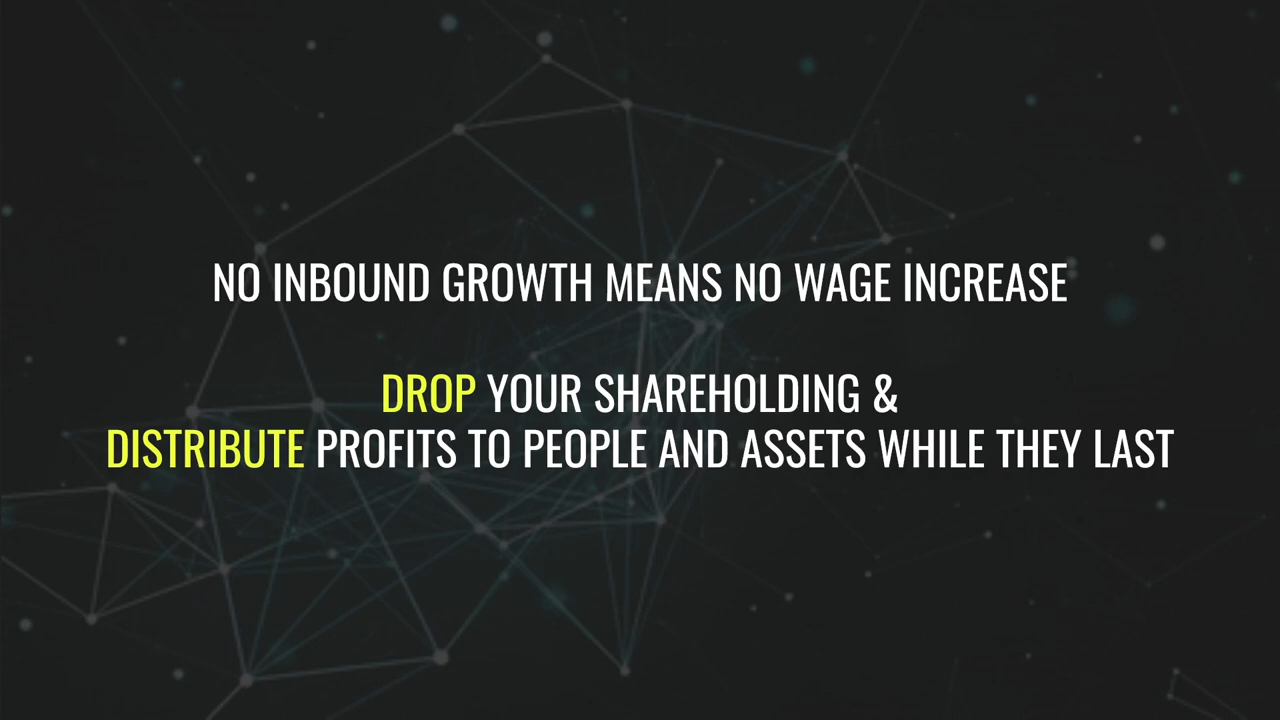 NO INBOUND GROWTH MEANS NO WAGE INCREASE
DROP YOUR SHAREHOLDING &
DISTRIBUTE PROFITS TO PEOPLE AND ASSETS WHILE THEY LAST